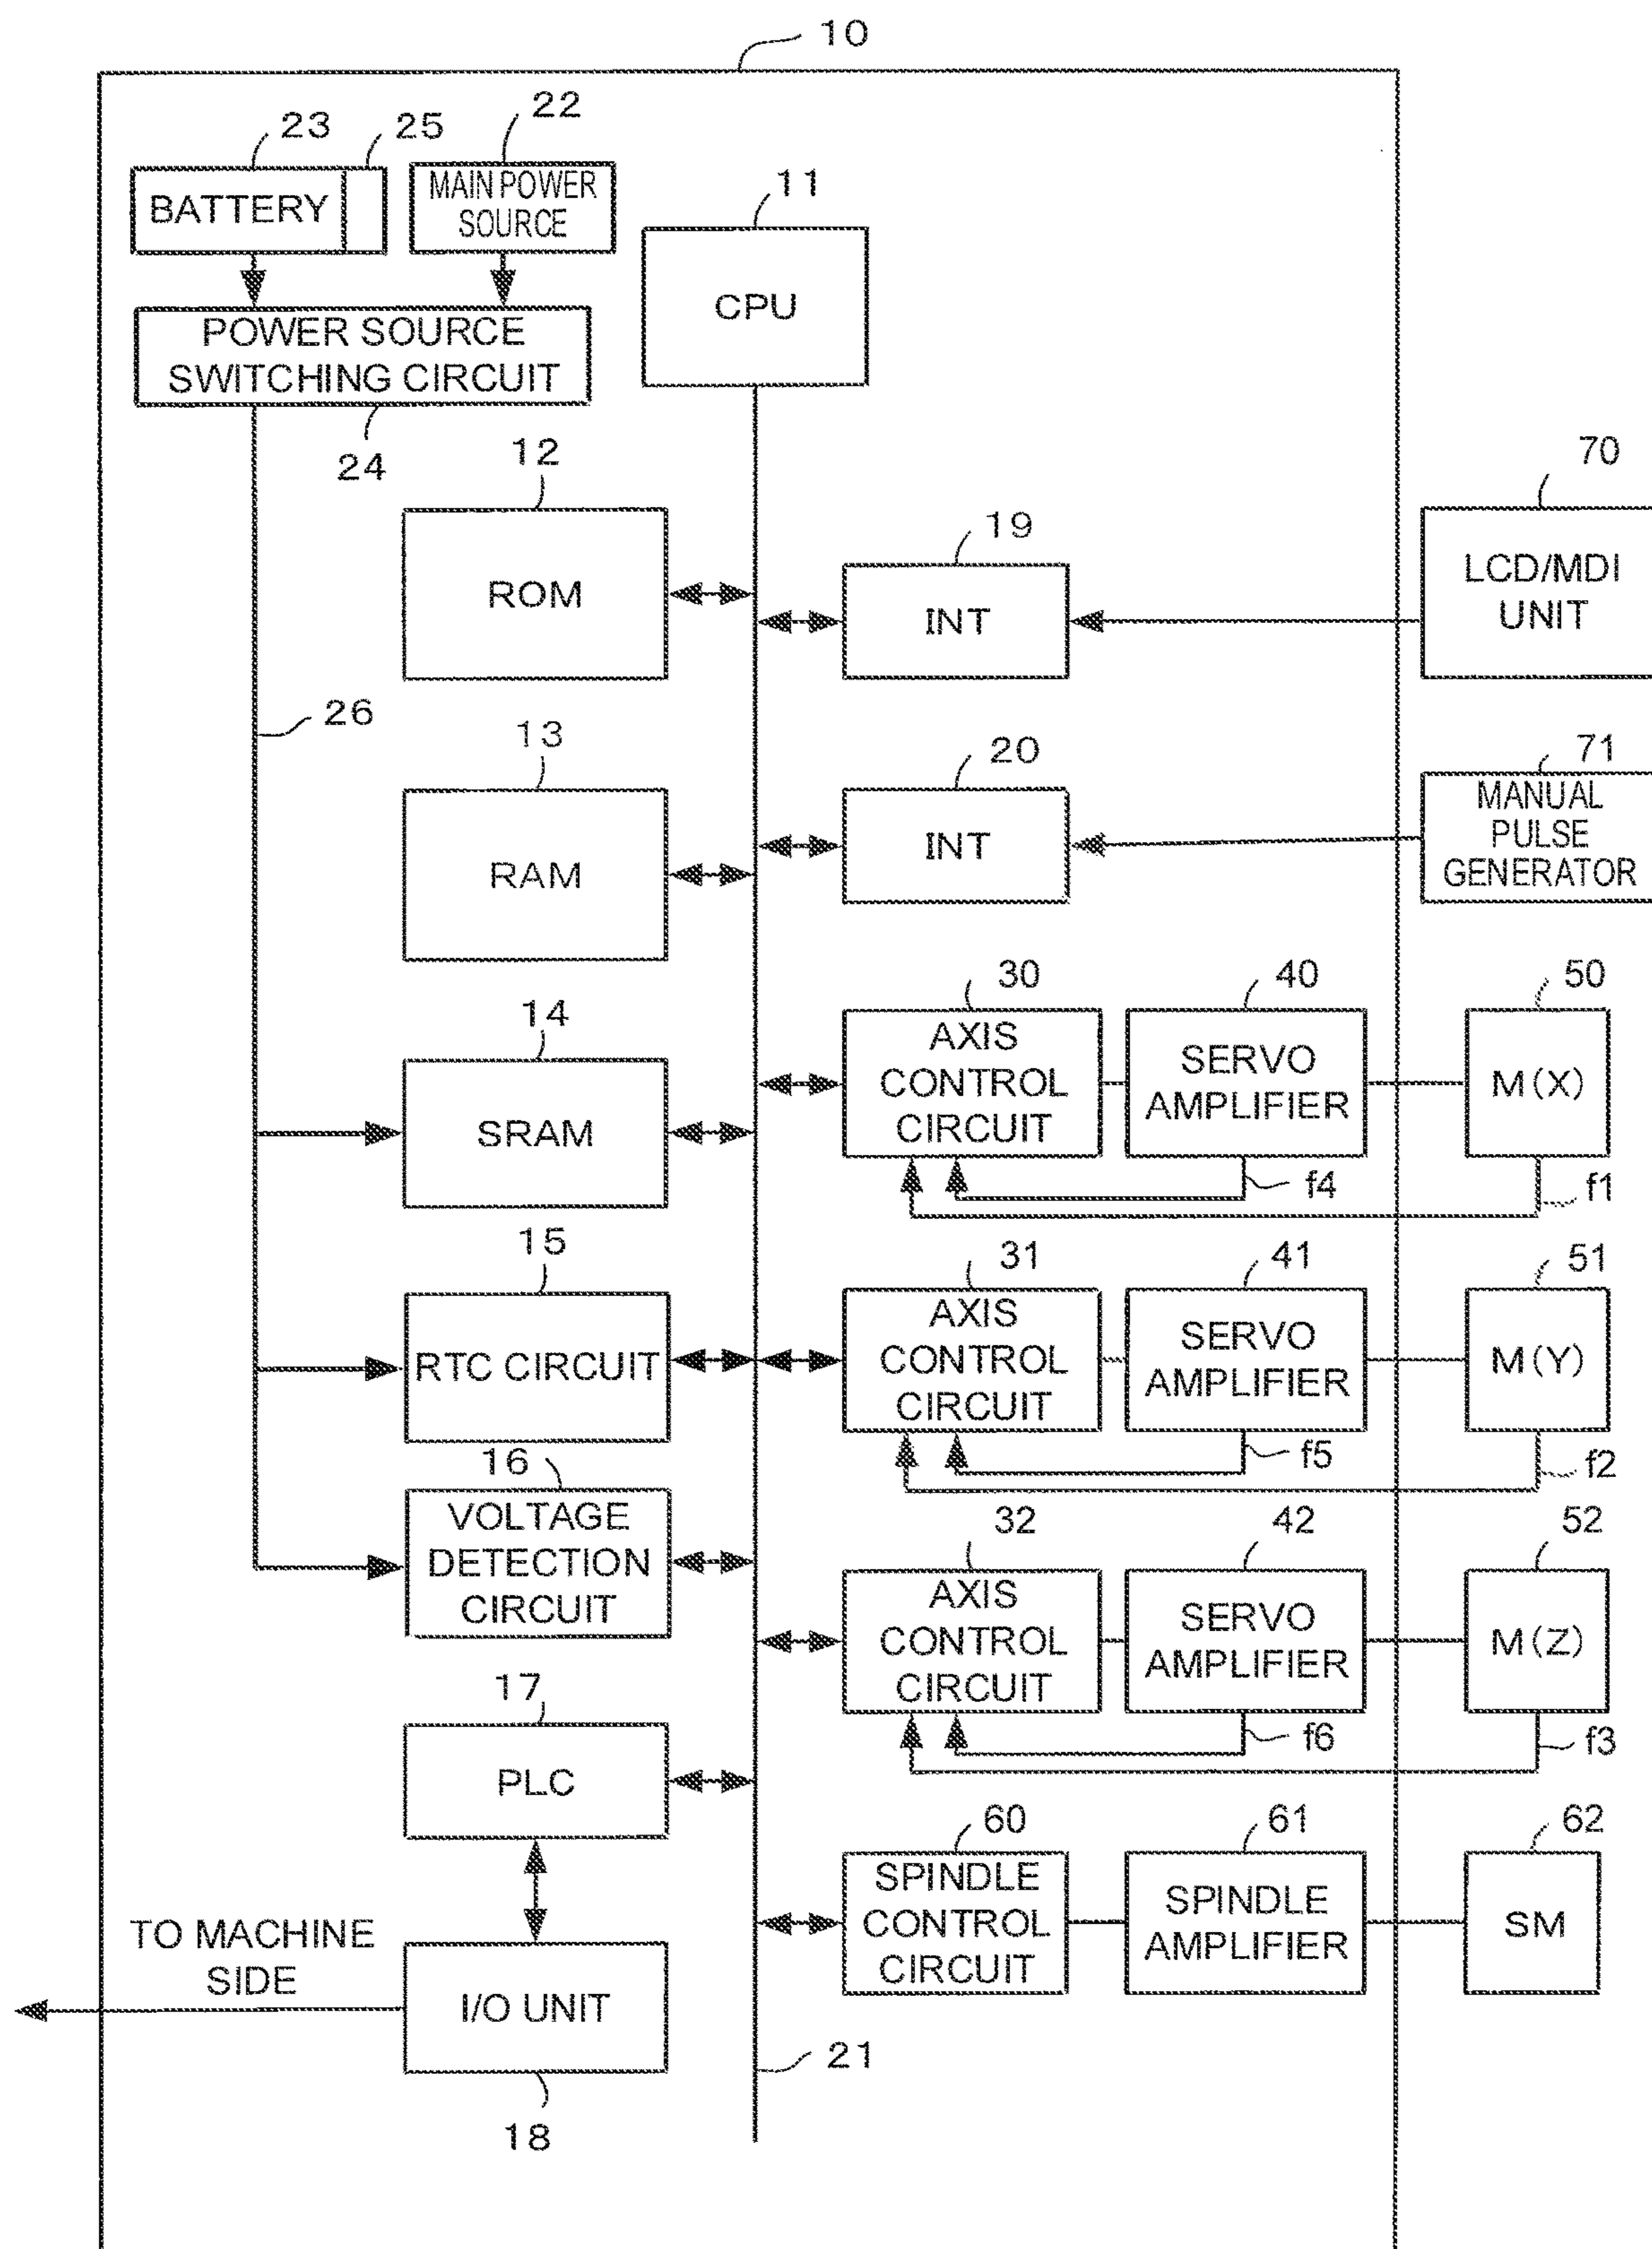 10
23
25
22
BATTERY
MAIN POWER
SOURCE
11
CPU
POWER SOURCE
SWITCHING CIRCUIT
24
12
ROM
19
INT
70
LCD/MDI
UNIT
26
13
RAM
20
INT
71
MANUAL
PULSE
GENERATOR
14
SRAM
30
AXIS
CONTROL
CIRCUIT
40
SERVO
AMPLIFIER
50
M(X)
f4
f1
15
RTC CIRCUIT
31
AXIS
CONTROL
CIRCUIT
41
SERVO
AMPLIFIER
51
M(Y)
f5
f2
16
VOLTAGE
DETECTION
CIRCUIT
32
AXIS
CONTROL
CIRCUIT
42
SERVO
AMPLIFIER
52
M(Z)
f6
f3
17
PLC
60
SPINDLE
CONTROL
CIRCUIT
61
SPINDLE
AMPLIFIER
62
SM
TO MACHINE
SIDE
I/O UNIT
18
21